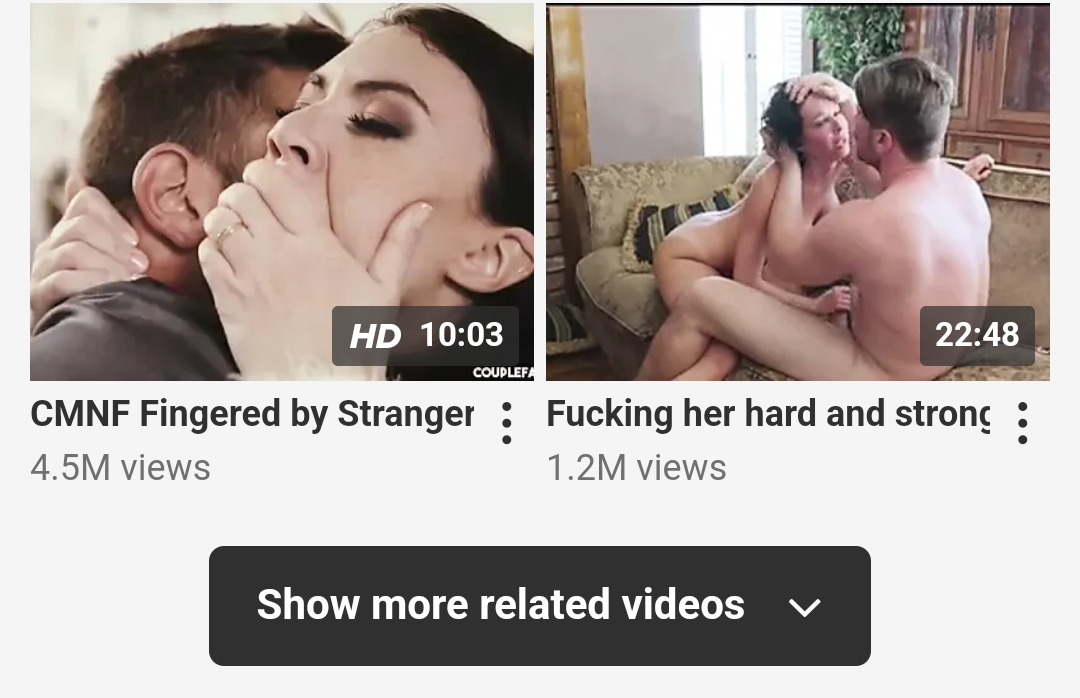 HD 10:03
COUPLEFA
22:48
CMNF Fingered by Stranger
Fucking her hard and strong
4.5M views
1.2M views
Show more related videos